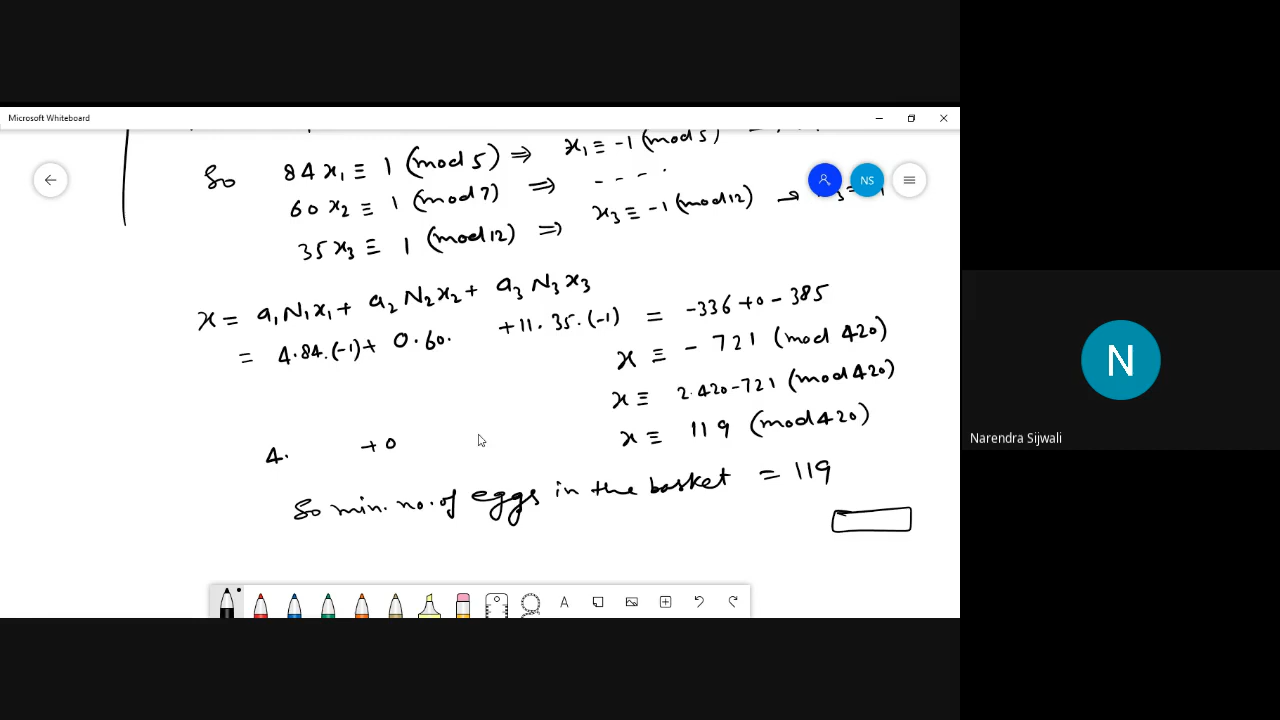 Microsoft Whiteboard
So 84 x₁ ≡ 1 (mod 5) ⇒ x₁ ≡ -1 (mod 5)
60 x₂ ≡ 1 (mod 7) ⇒ - - - -
35 x₃ ≡ 1 (mod 12) ⇒ x₃ ≡ -1 (mod 12) →
NS
x = a₁N₁x₁ + a₂N₂x₂ + a₃N₃x₃
= 4.84.(-1) + 0.60. + 11.35.(-1) = -336 + 0 - 385
x ≡ - 721 (mod 420)
x ≡ 2.420-721 (mod 420)
x ≡ 119 (mod 420)
4. + 0
So min. no. of eggs in the basket = 119
N
Narendra Sijwali
A